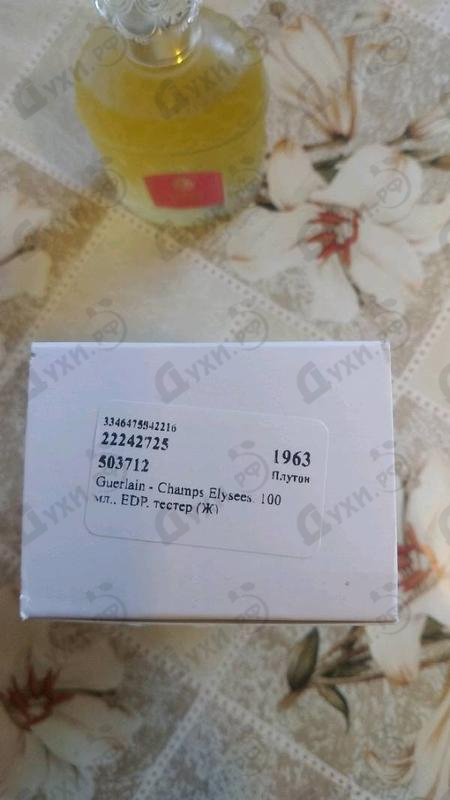 3346475542216
22242725
503712
1963
Плутон
Guerlain - Champs Elysees. 100
мл., EDP. тестер (Ж)
Духи.РФ